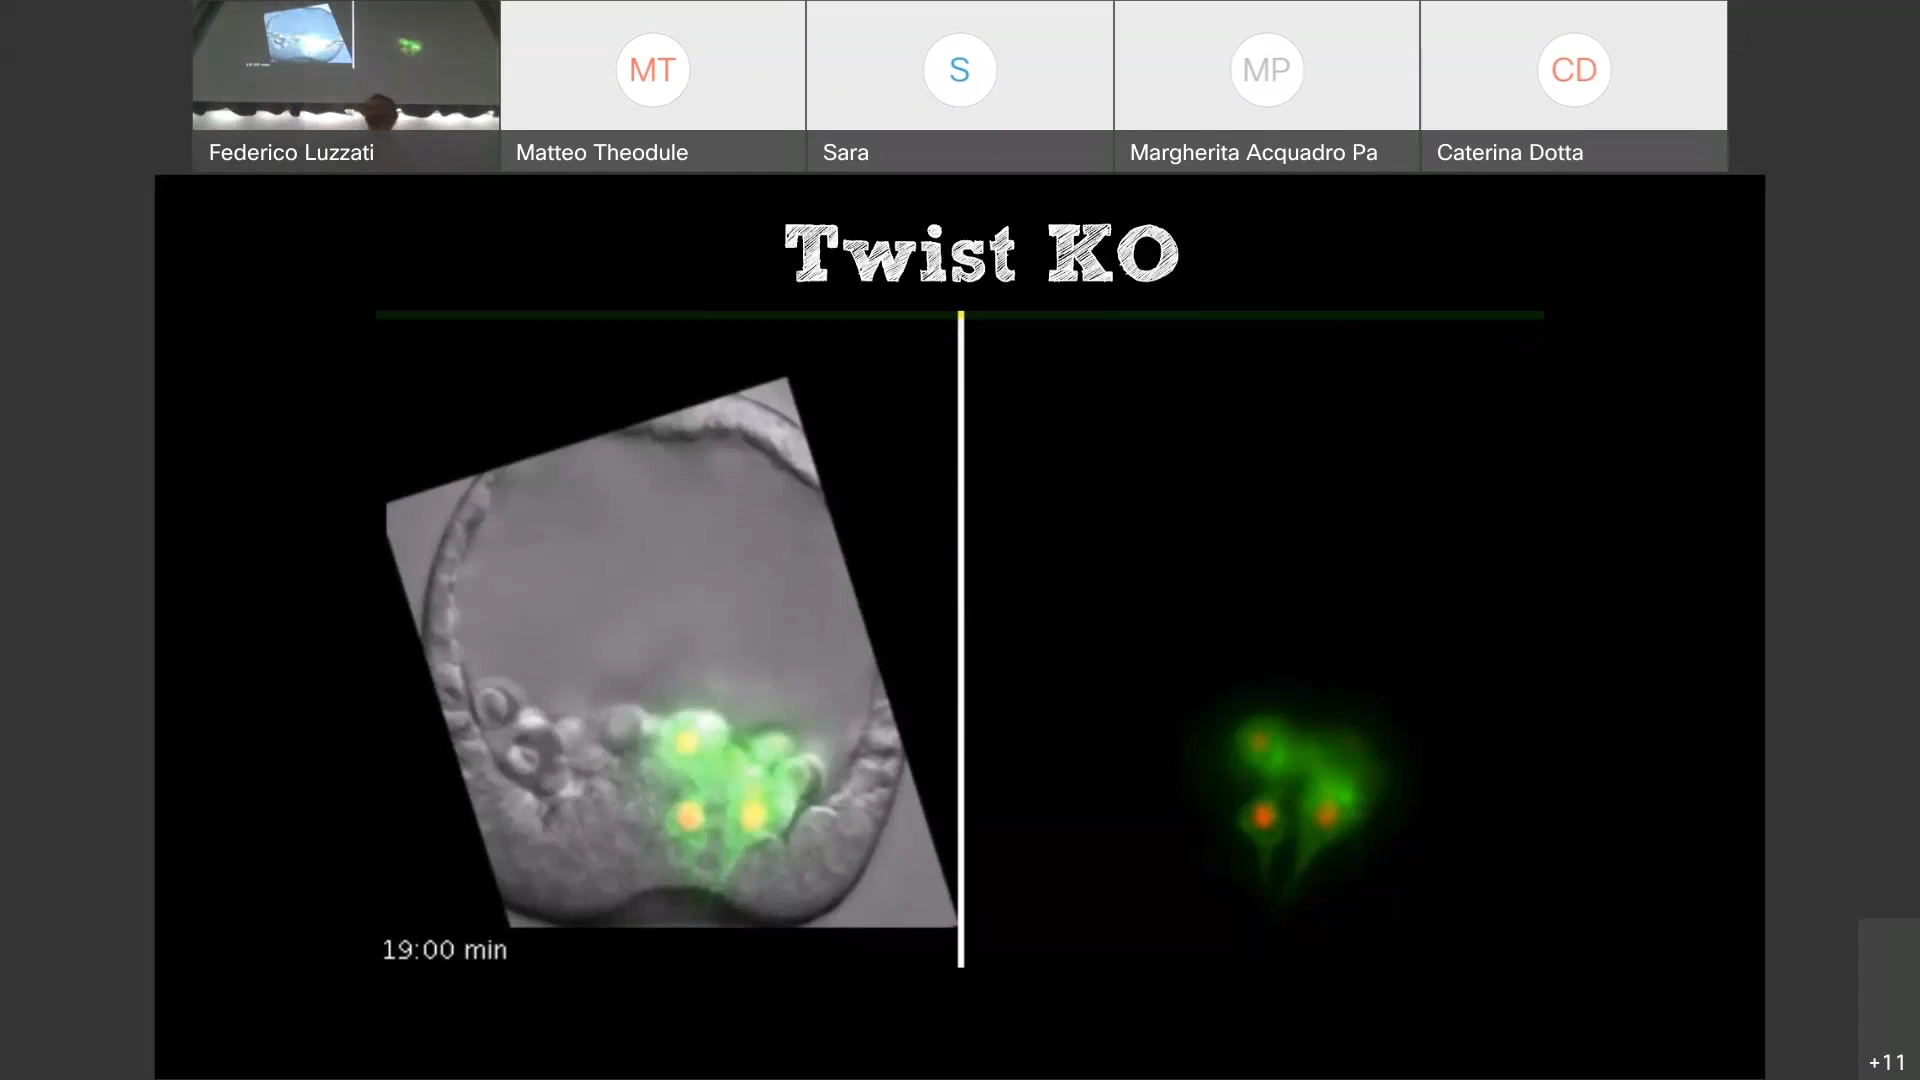 MT
S
MP
CD
Federico Luzzati
Matteo Theodule
Sara
Margherita Acquadro Pa
Caterina Dotta
Twist KO
19:00 min
+11